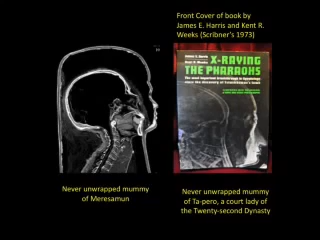 Front Cover of book by
James E. Harris and Kent R.
Weeks (Scribner's 1973)
X-RAYING
THE PHARAOHS
Never unwrapped mummy
of Meresamun
Never unwrapped mummy
of Ta-pero, a court lady of
the Twenty-second Dynasty